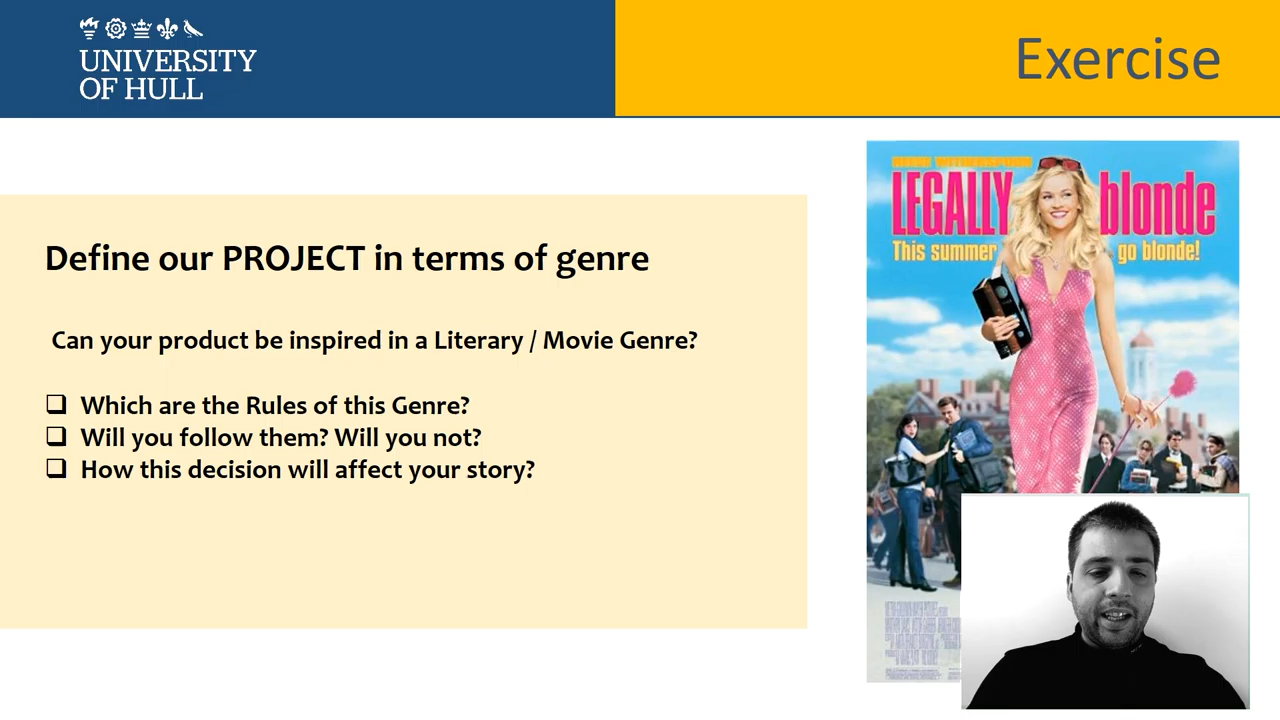 UNIVERSITY
OF HULL
Exercise
Define our PROJECT in terms of genre
Can your product be inspired in a Literary / Movie Genre?
Which are the Rules of this Genre?
Will you follow them? Will you not?
How this decision will affect your story?
REESE WITHERSPOON
LEGALLY blonde
This summer go blonde!